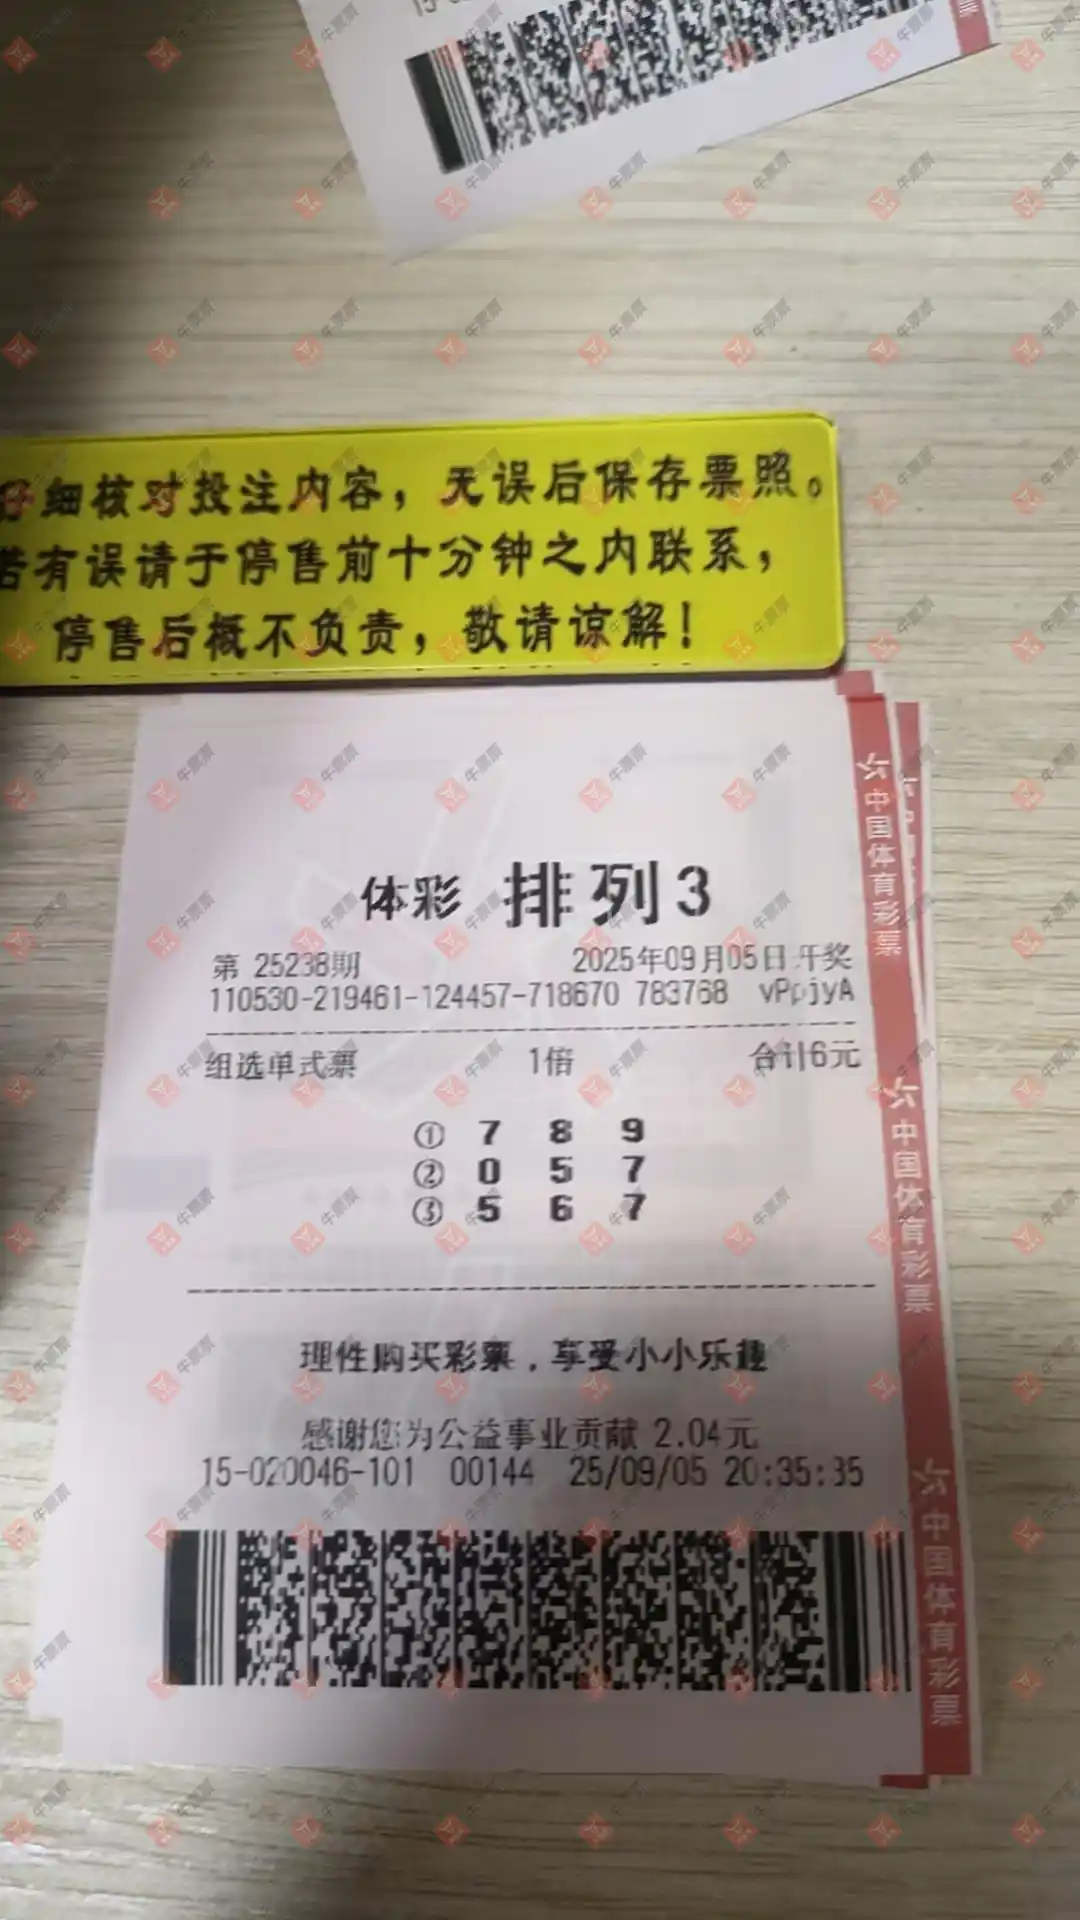 细核对投注内容，无误后保存票照。
若有误请于停售前十分钟之内联系，
停售后概不负责，敬请谅解！
体彩 排列3
第 25238期 2025年09月05日开奖
110530-219461-124457-718670 783768 vPpjyA
组选单式票 1倍 合计6元
① 7 8 9
② 0 5 7
③ 5 6 7
理性购买彩票，享受小小乐趣
感谢您为公益事业贡献 2.04元
15-020046-101 00144 25/09/05 20:35:35
中国体育彩票
中国体育彩票
中国体育彩票
牛票票